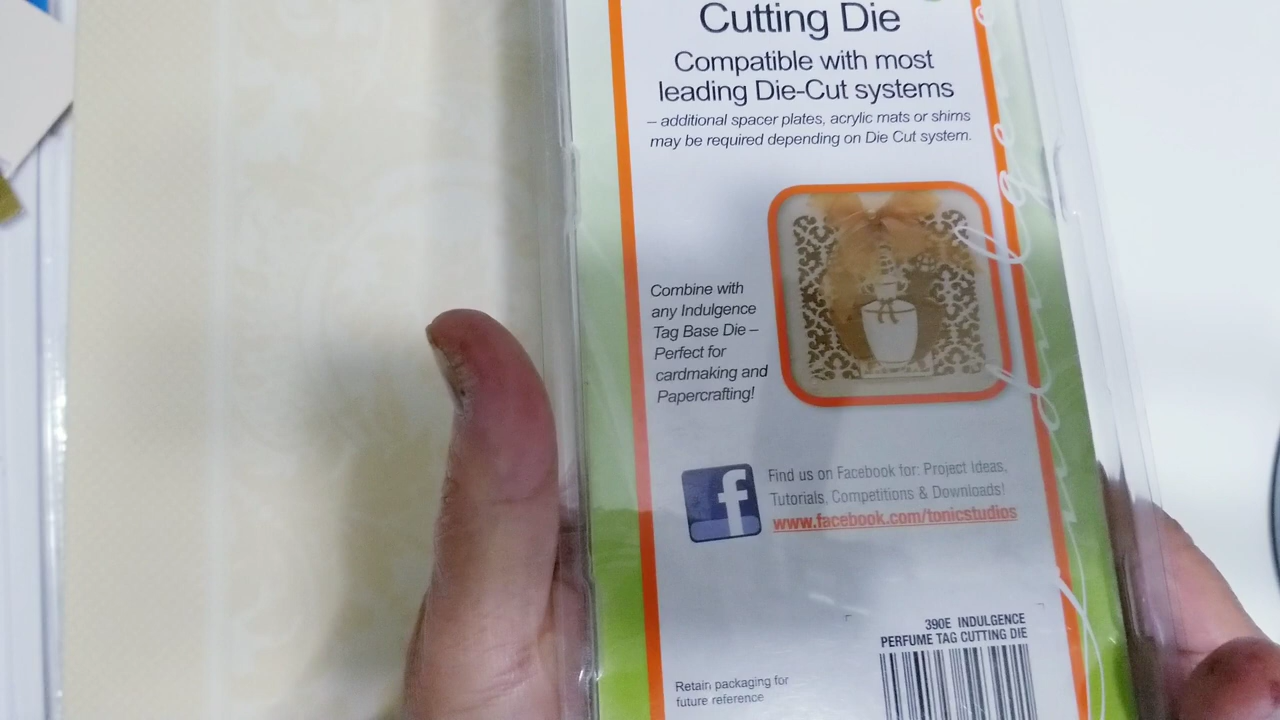 Cutting Die
Compatible with most
leading Die-Cut systems
– additional spacer plates, acrylic mats or shims
may be required depending on Die Cut system.
Combine with
any Indulgence
Tag Base Die –
Perfect for
cardmaking and
Papercrafting!
f
Find us on Facebook for: Project Ideas,
Tutorials, Competitions & Downloads!
www.facebook.com/tonicstudios
390E INDULGENCE
PERFUME TAG CUTTING DIE
Retain packaging for
future reference